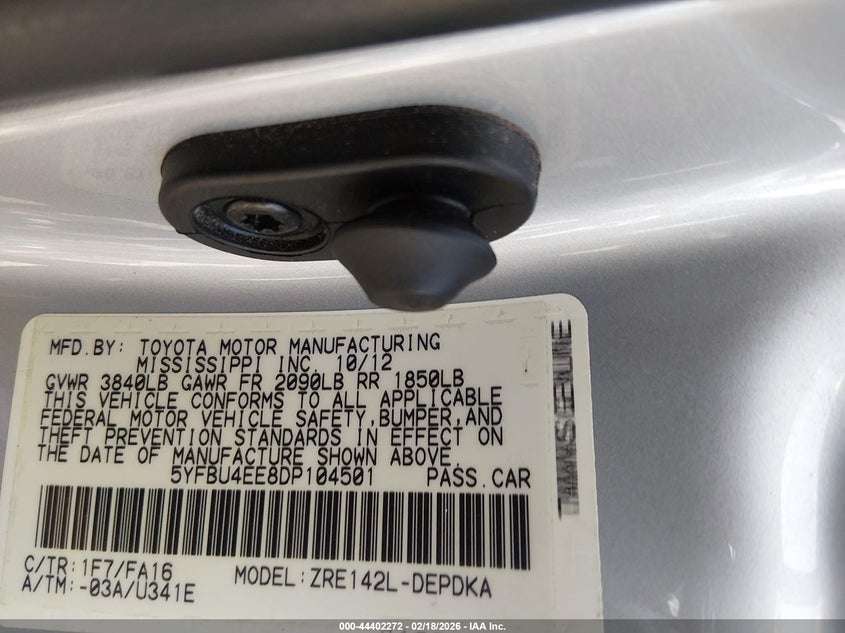 MFD.BY: TOYOTA MOTOR MANUFACTURING
MISSISSIPPI INC. 10/12
GVWR 3840LB GAWR FR 2090LB RR 1850LB
THIS VEHICLE CONFORMS TO ALL APPLICABLE
FEDERAL MOTOR VEHICLE SAFETY,BUMPER,AND
THEFT PREVENTION STANDARDS IN EFFECT ON
THE DATE OF MANUFACTURE SHOWN ABOVE.
5YFBU4EE8DP104501 PASS.CAR
C/TR:1F7/FA16
A/TM:-03A/U341E
MODEL:ZRE142L-DEPDKA
000-44402272 - 02/18/2026 - IAA Inc.